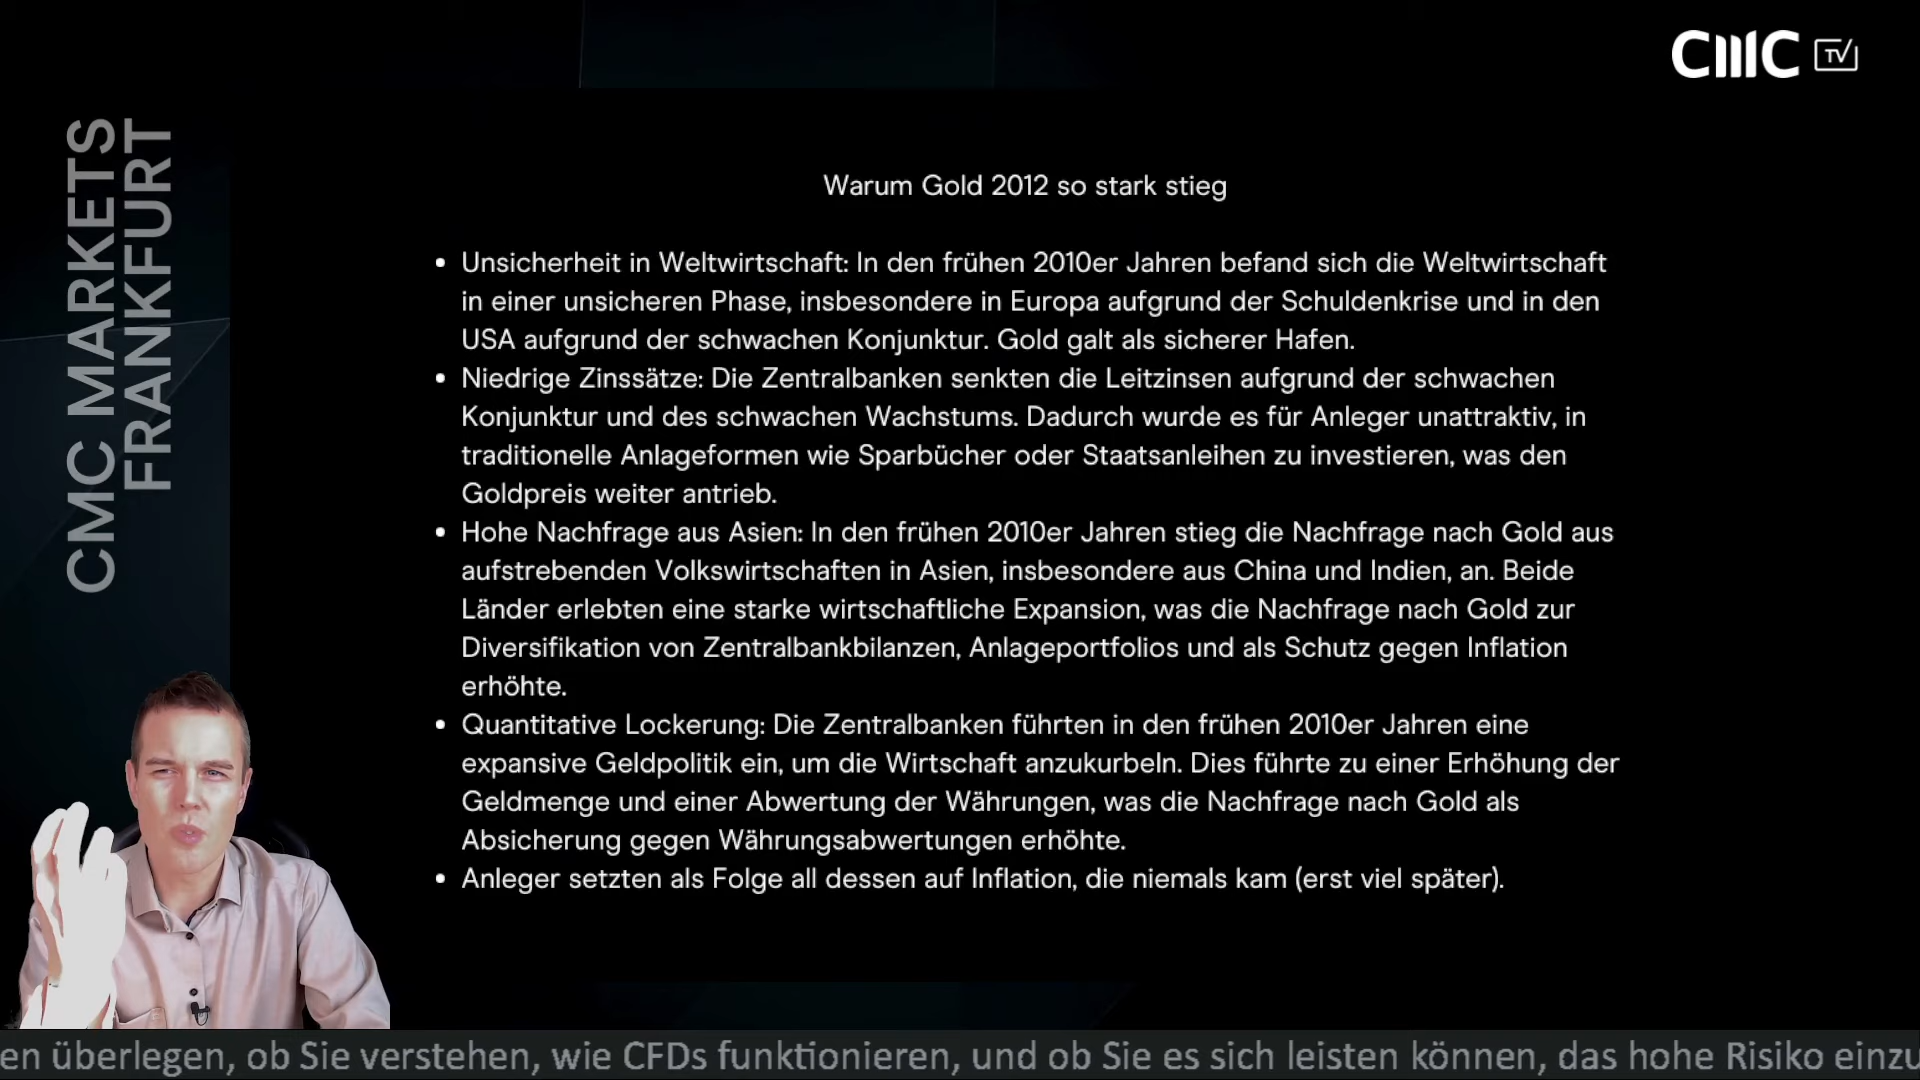 CMC TV
CMC MARKETS
FRANKFURT
Warum Gold 2012 so stark stieg
• Unsicherheit in Weltwirtschaft: In den frühen 2010er Jahren befand sich die Weltwirtschaft
in einer unsicheren Phase, insbesondere in Europa aufgrund der Schuldenkrise und in den
USA aufgrund der schwachen Konjunktur. Gold galt als sicherer Hafen.
• Niedrige Zinssätze: Die Zentralbanken senkten die Leitzinsen aufgrund der schwachen
Konjunktur und des schwachen Wachstums. Dadurch wurde es für Anleger unattraktiv, in
traditionelle Anlageformen wie Sparbücher oder Staatsanleihen zu investieren, was den
Goldpreis weiter antrieb.
• Hohe Nachfrage aus Asien: In den frühen 2010er Jahren stieg die Nachfrage nach Gold aus
aufstrebenden Volkswirtschaften in Asien, insbesondere aus China und Indien, an. Beide
Länder erlebten eine starke wirtschaftliche Expansion, was die Nachfrage nach Gold zur
Diversifikation von Zentralbankbilanzen, Anlageportfolios und als Schutz gegen Inflation
erhöhte.
• Quantitative Lockerung: Die Zentralbanken führten in den frühen 2010er Jahren eine
expansive Geldpolitik ein, um die Wirtschaft anzukurbeln. Dies führte zu einer Erhöhung der
Geldmenge und einer Abwertung der Währungen, was die Nachfrage nach Gold als
Absicherung gegen Währungsabwertungen erhöhte.
• Anleger setzten als Folge all dessen auf Inflation, die niemals kam (erst viel später).
en überlegen, ob Sie verstehen, wie CFDs funktionieren, und ob Sie es sich leisten können, das hohe Risiko einzu